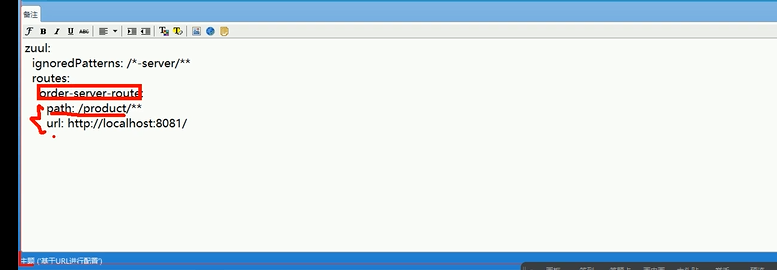 备注
B I U ABC
zuul:
ignoredPatterns: /*-server/**
routes:
order-server-route:
path: /product/**
url: http://localhost:8081/
主题 ('基于URL进行配置')